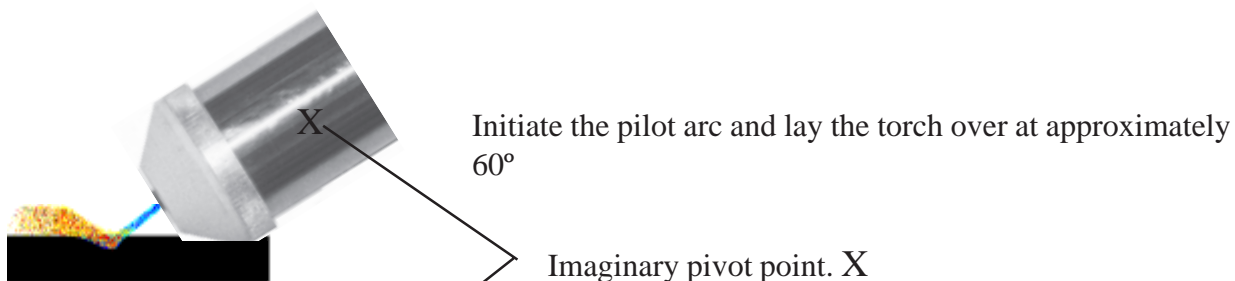 X
Initiate the pilot arc and lay the torch over at approximately
60º
Imaginary pivot point. X